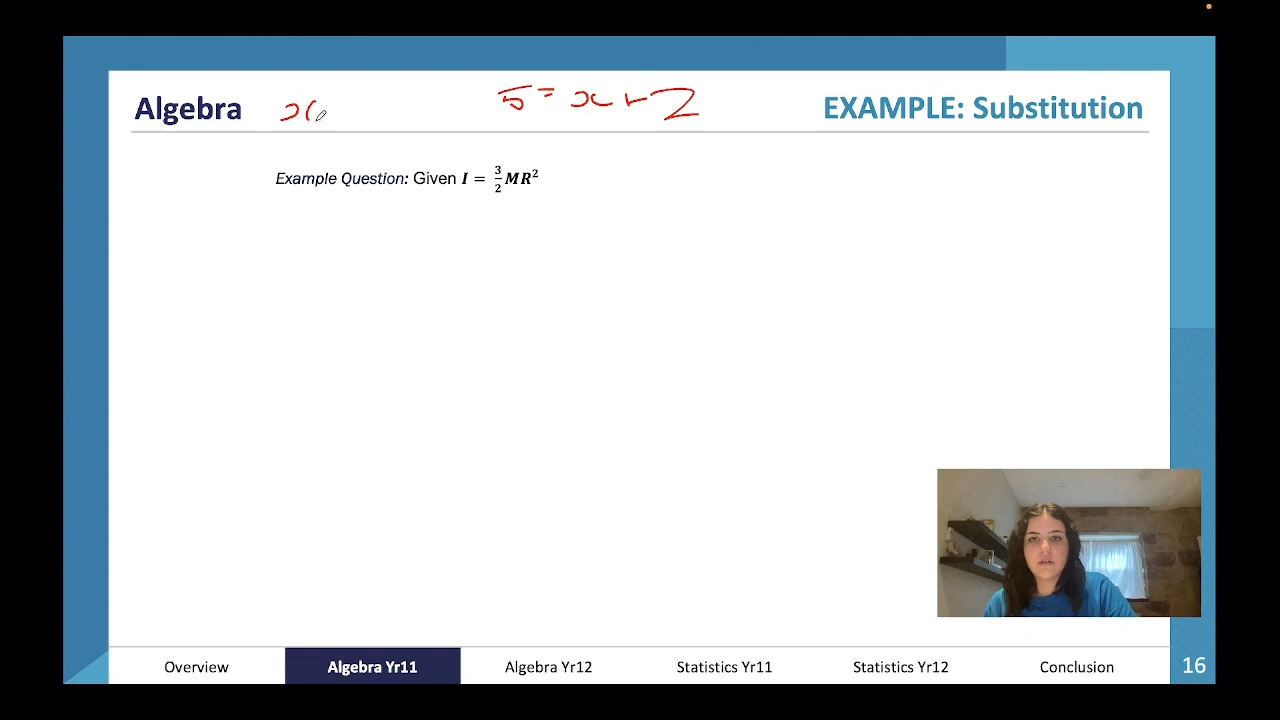 Algebra
5 = x + 2
EXAMPLE: Substitution
Example Question: Given I = 3/2 MR²
Overview
Algebra Yr11
Algebra Yr12
Statistics Yr11
Statistics Yr12
Conclusion
16